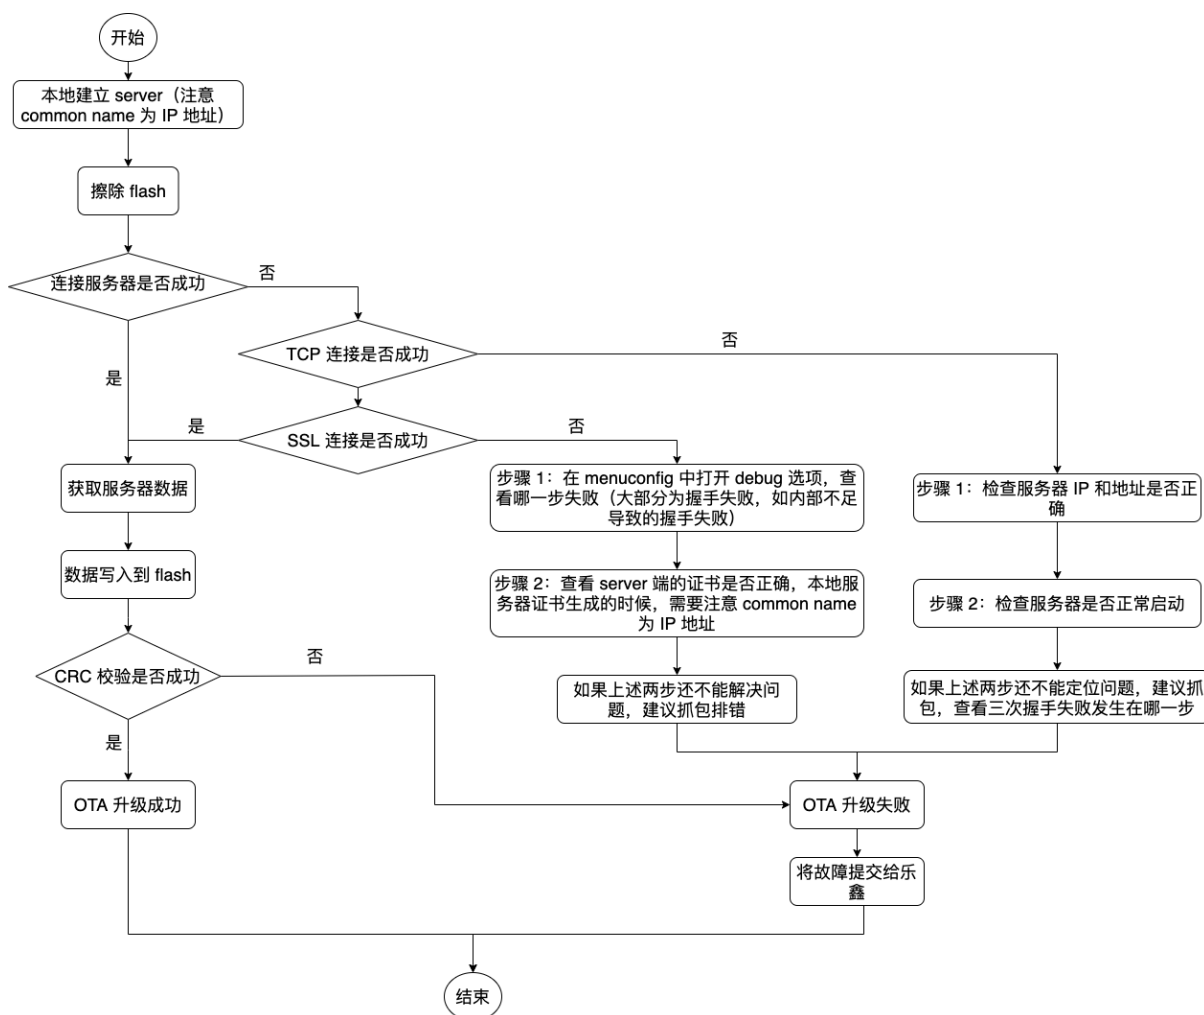 开始
本地建立 server（注意
common name 为 IP 地址）
擦除 flash
连接服务器是否成功
否
TCP 连接是否成功
否
是
SSL 连接是否成功
是
否
获取服务器数据
步骤 1：在 menuconfig 中打开 debug 选项，查
看哪一步失败（大部分为握手失败，如内部不足
导致的握手失败）
步骤 1：检查服务器 IP 和地址是否正
确
数据写入到 flash
步骤 2：查看 server 端的证书是否正确，本地服
务器证书生成的时候，需要注意 common name
为 IP 地址
步骤 2：检查服务器是否正常启动
CRC 校验是否成功
否
如果上述两步还不能解决问
题，建议抓包排错
如果上述两步还不能定位问题，建议抓
包，查看三次握手失败发生在哪一步
是
OTA 升级成功
OTA 升级失败
将故障提交给乐
鑫
结束